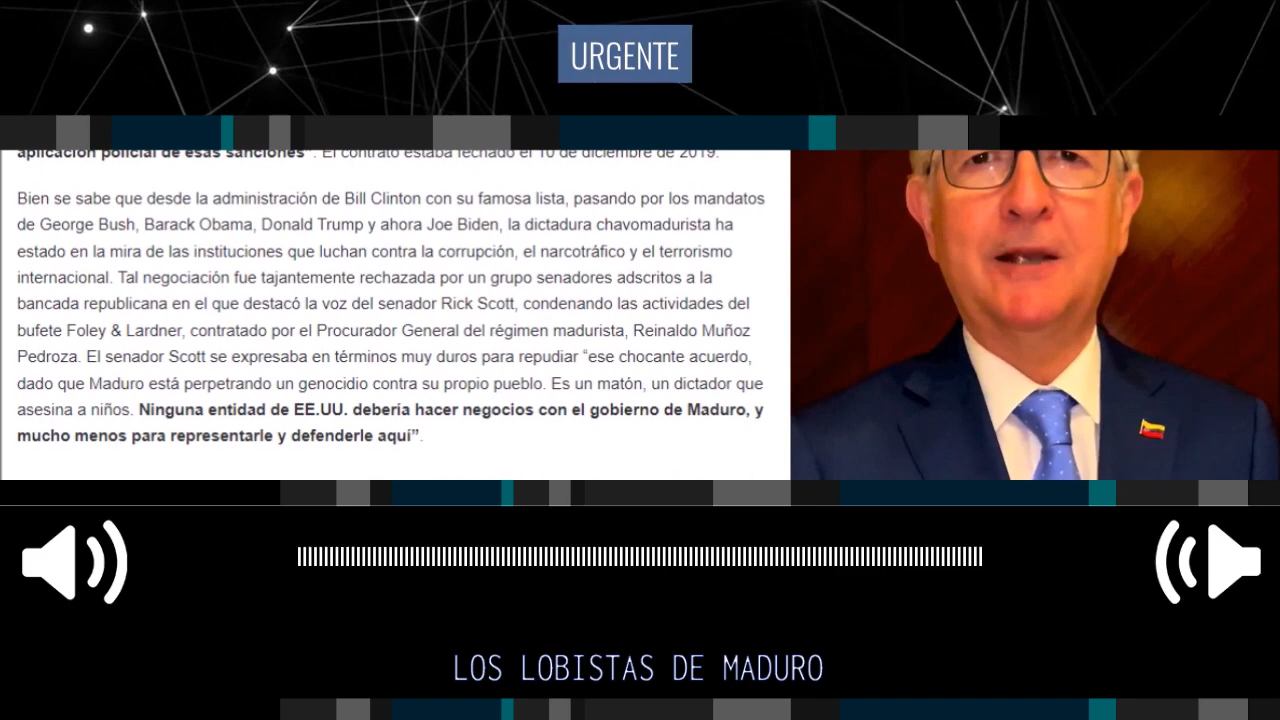 URGENTE
aplicación policial de esas sanciones”. El contrato estaba fechado el 10 de diciembre de 2019.
Bien se sabe que desde la administración de Bill Clinton con su famosa lista, pasando por los mandatos
de George Bush, Barack Obama, Donald Trump y ahora Joe Biden, la dictadura chavomadurista ha
estado en la mira de las instituciones que luchan contra la corrupción, el narcotráfico y el terrorismo
internacional. Tal negociación fue tajantemente rechazada por un grupo senadores adscritos a la
bancada republicana en el que destacó la voz del senador Rick Scott, condenando las actividades del
bufete Foley & Lardner, contratado por el Procurador General del régimen madurista, Reinaldo Muñoz
Pedroza. El senador Scott se expresaba en términos muy duros para repudiar “ese chocante acuerdo,
dado que Maduro está perpetrando un genocidio contra su propio pueblo. Es un matón, un dictador que
asesina a niños. Ninguna entidad de EE.UU. debería hacer negocios con el gobierno de Maduro, y
mucho menos para representarle y defenderle aquí”.
LOS LOBISTAS DE MADURO